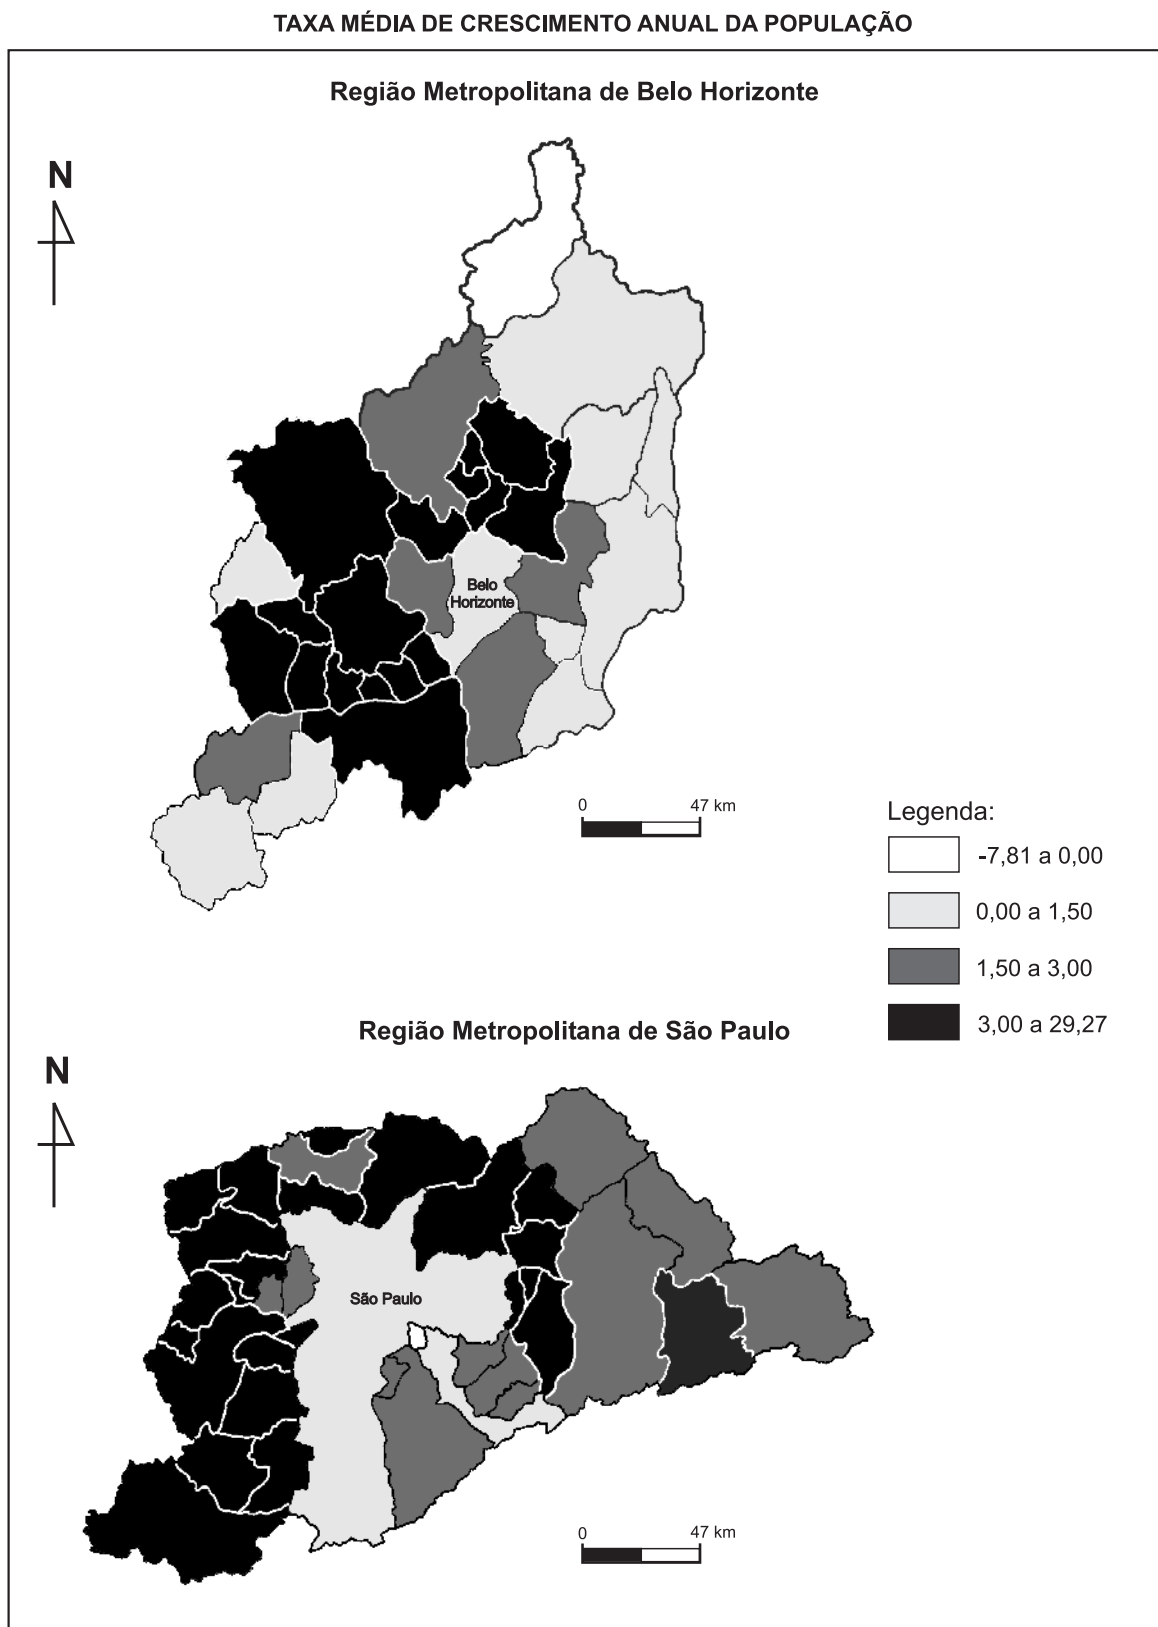 TAXA MÉDIA DE CRESCIMENTO ANUAL DA POPULAÇÃO
Região Metropolitana de Belo Horizonte
N
Belo
Horizonte
0 47 km
Legenda:
-7,81 a 0,00
0,00 a 1,50
1,50 a 3,00
3,00 a 29,27
Região Metropolitana de São Paulo
N
São Paulo
0 47 km